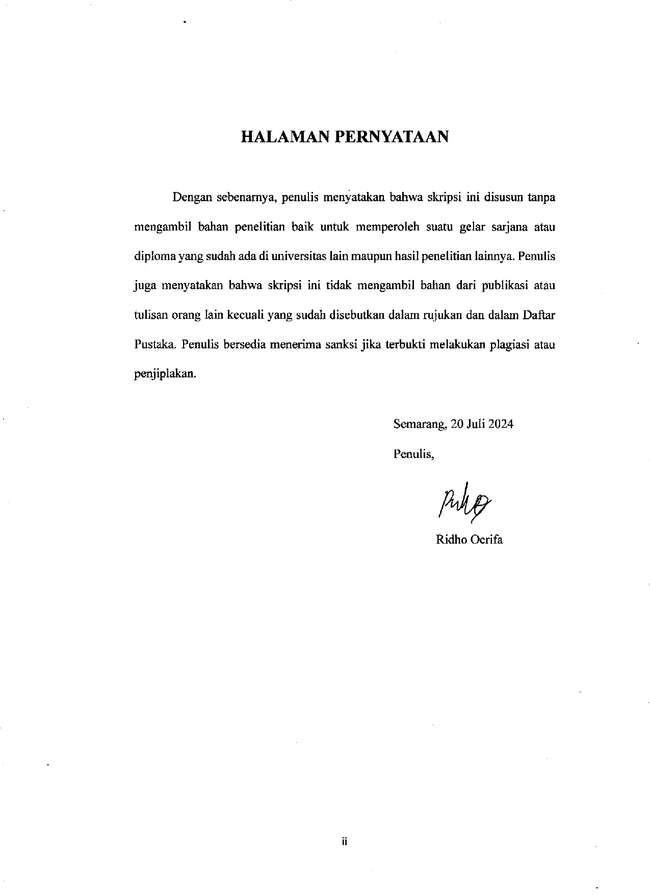 HALAMAN PERNYATAAN
Dengan sebenarnya, penulis menyatakan bahwa skripsi ini disusun tanpa
mengambil bahan penelitian baik untuk memperoleh suatu gelar sarjana atau
diploma yang sudah ada di universitas lain maupun hasil penelitian lainnya. Penulis
juga menyatakan bahwa skripsi ini tidak mengambil bahan dari publikasi atau
tulisan orang lain kecuali yang sudah disebutkan dalam rujukan dan dalam Daftar
Pustaka. Penulis bersedia menerima sanksi jika terbukti melakukan plagiasi atau
penjiplakan.
Semarang, 20 Juli 2024
Penulis,
Ridho Ocrifa
ii